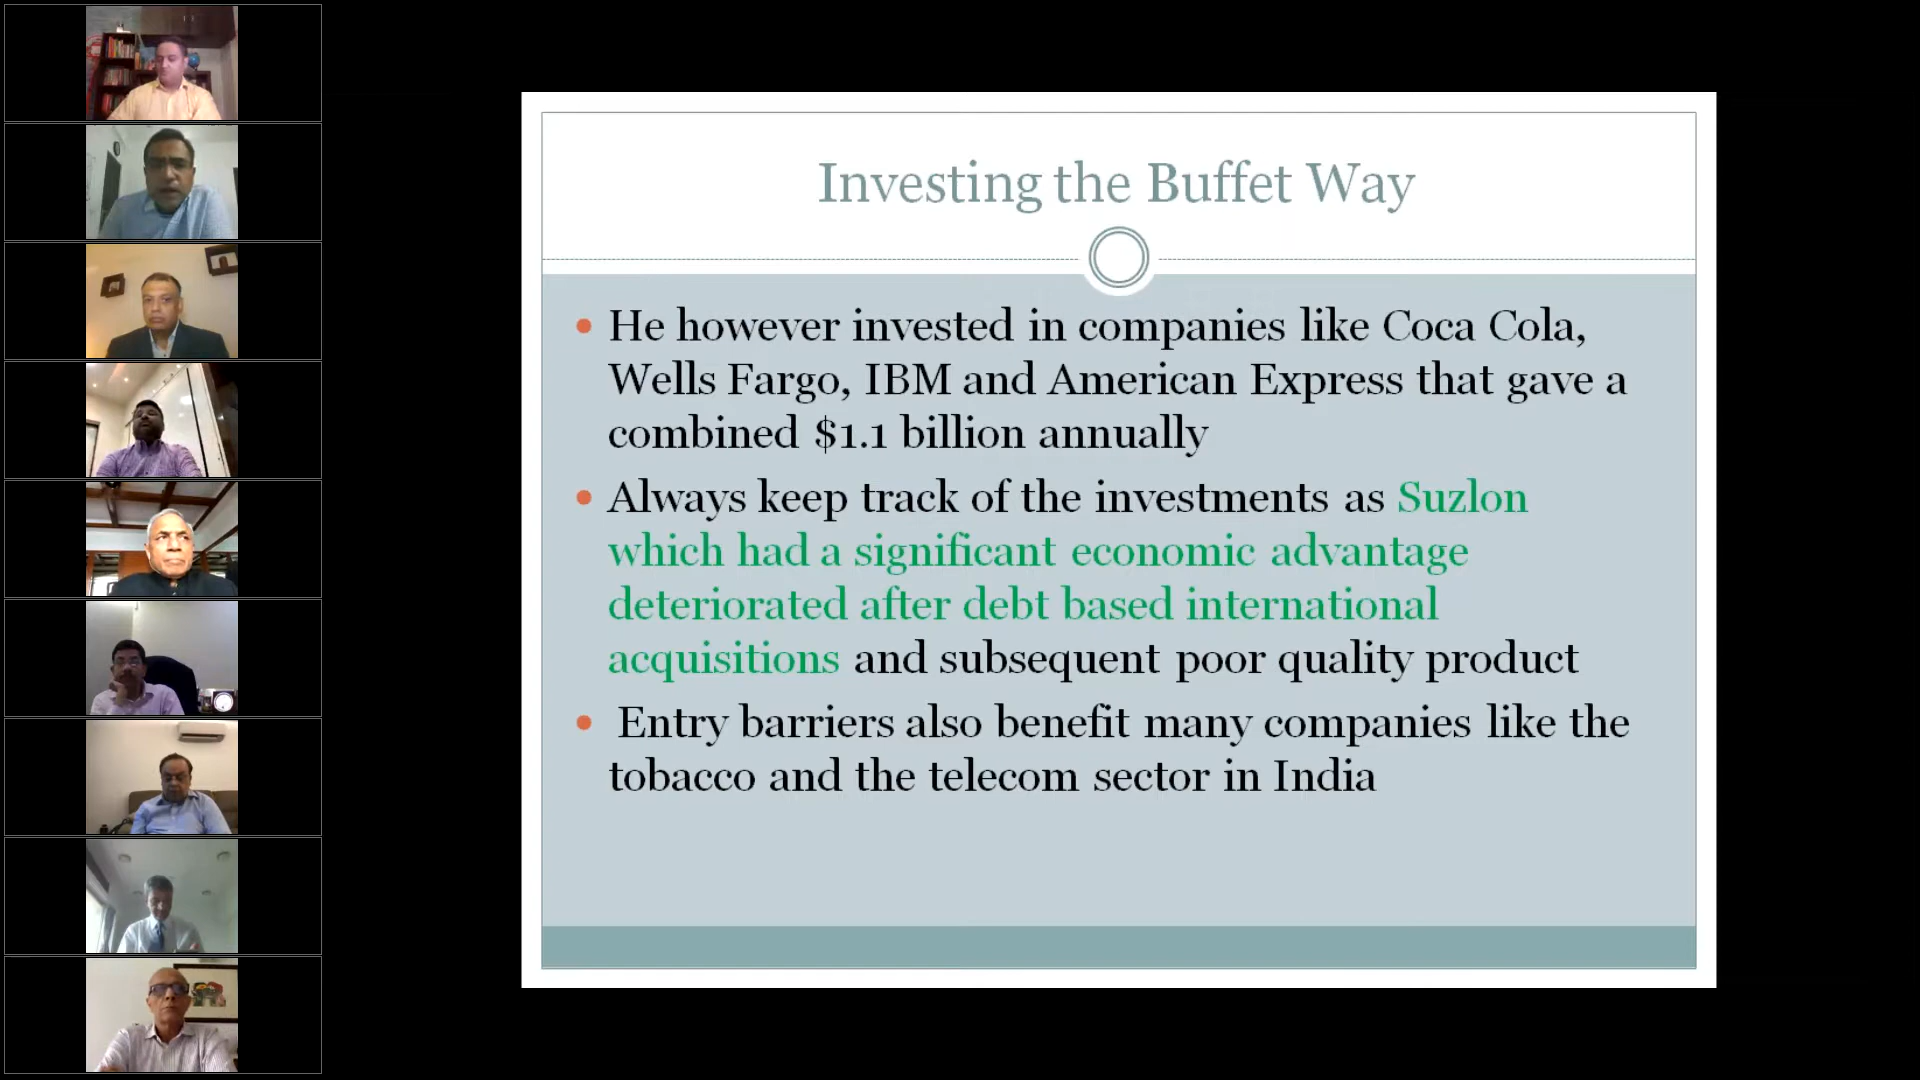 Investing the Buffet Way
• He however invested in companies like Coca Cola,
Wells Fargo, IBM and American Express that gave a
combined $1.1 billion annually
• Always keep track of the investments as Suzlon
which had a significant economic advantage
deteriorated after debt based international
acquisitions and subsequent poor quality product
• Entry barriers also benefit many companies like the
tobacco and the telecom sector in India